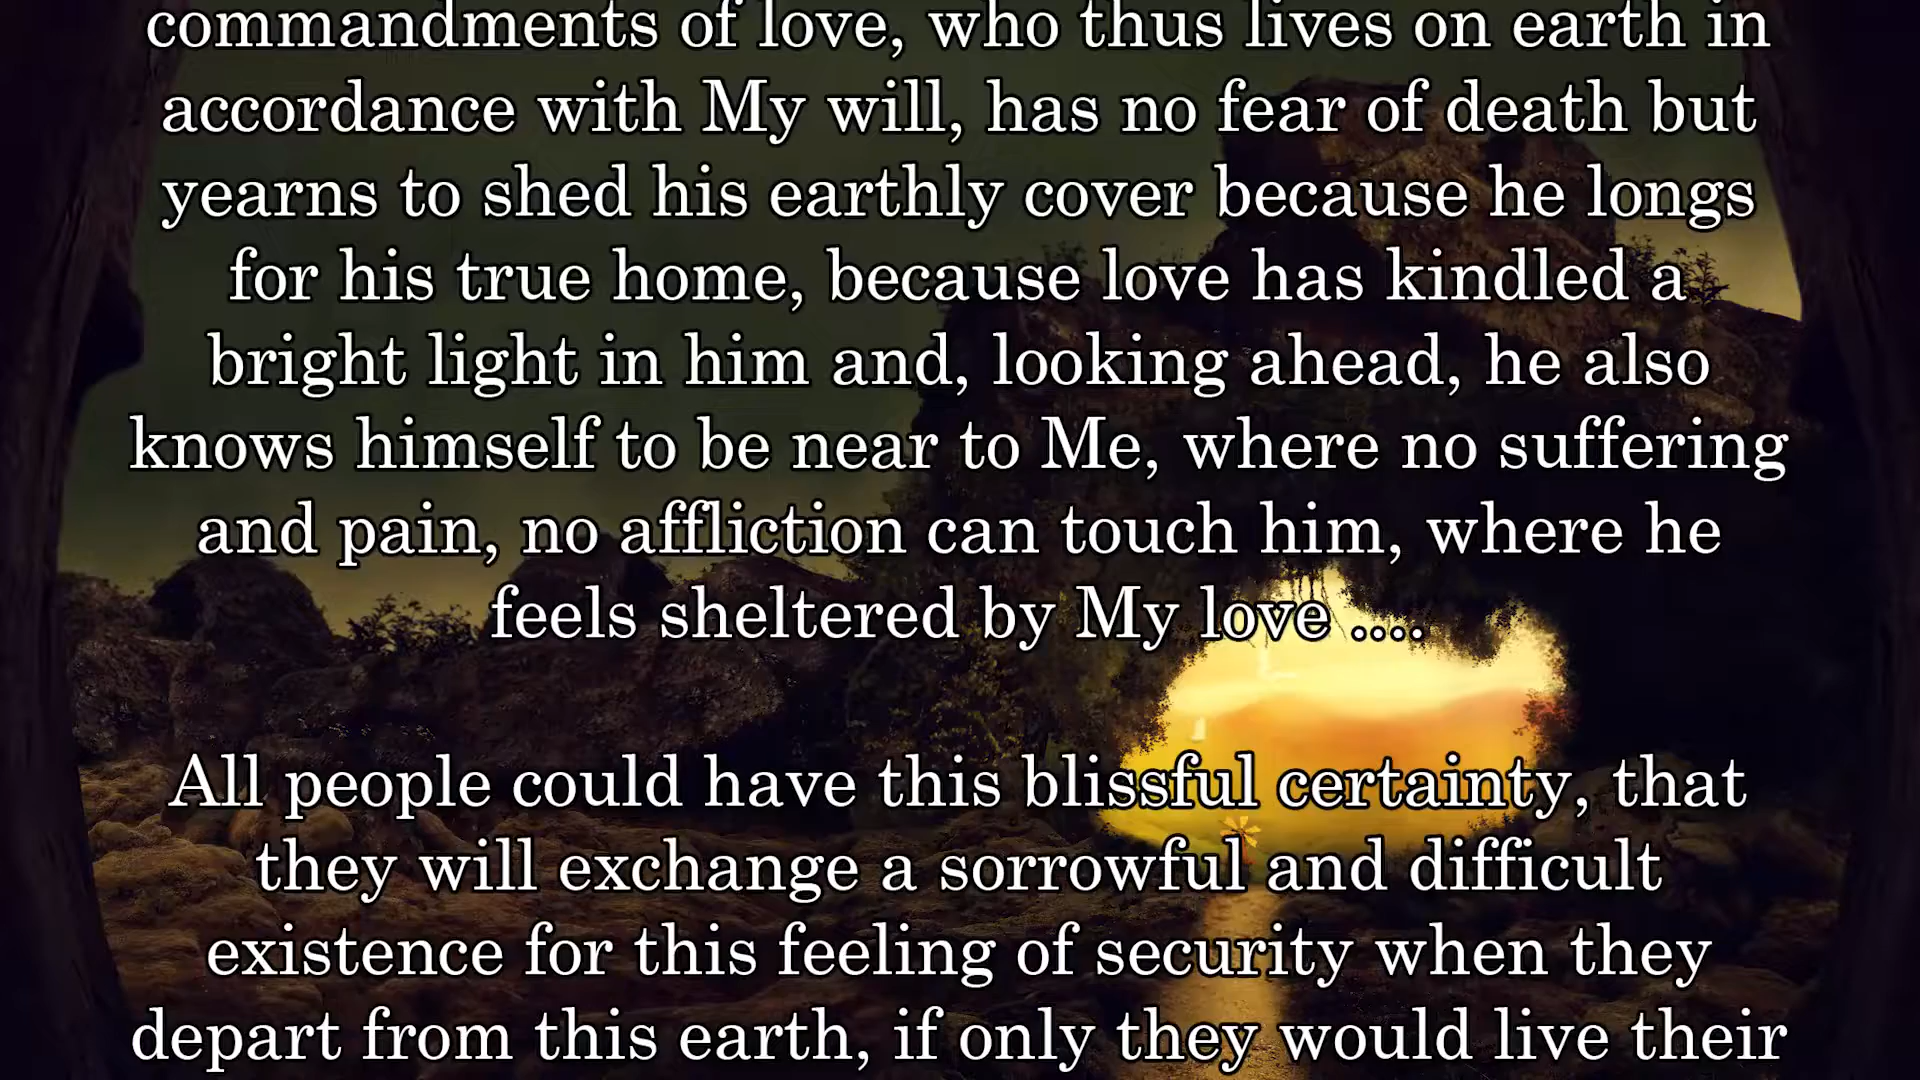 commandments of love, who thus lives on earth in
accordance with My will, has no fear of death but
yearns to shed his earthly cover because he longs
for his true home, because love has kindled a
bright light in him and, looking ahead, he also
knows himself to be near to Me, where no suffering
and pain, no affliction can touch him, where he
feels sheltered by My love ....
All people could have this blissful certainty, that
they will exchange a sorrowful and difficult
existence for this feeling of security when they
depart from this earth, if only they would live their